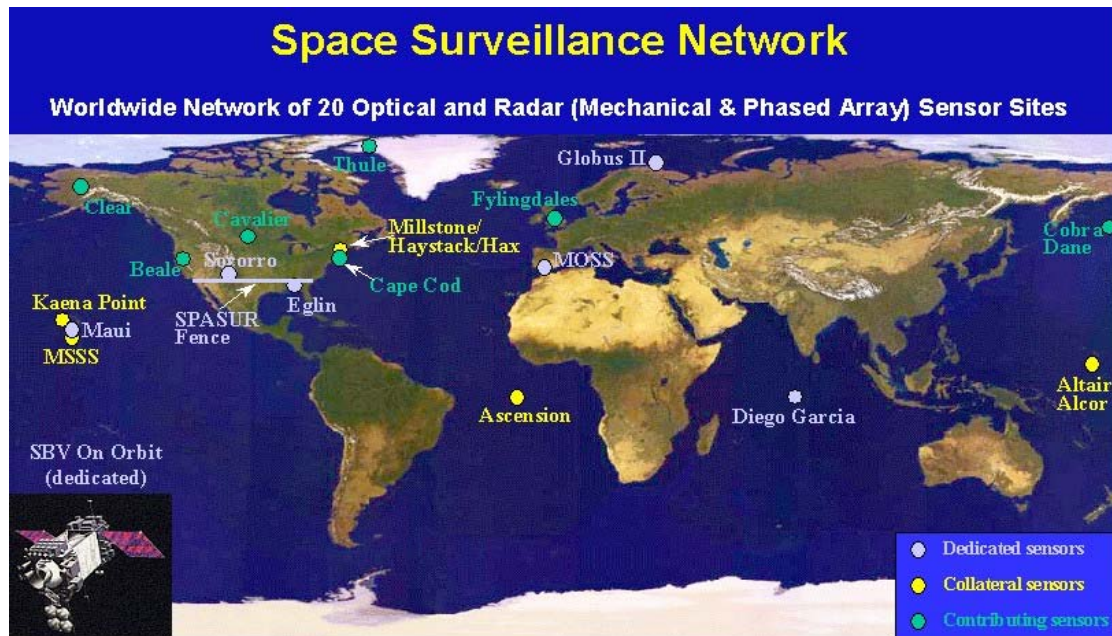 Space Surveillance Network
Worldwide Network of 20 Optical and Radar (Mechanical & Phased Array) Sensor Sites
Thule
Globus II
Clear
Fylingdales
Cavalier
Millstone/
Haystack/Hax
Cobra
Dane
Beale
Socorro
MOSS
Cape Cod
Eglin
Kaena Point
SPASUR
Fence
Maui
MSSS
Altair
Alcor
Ascension
Diego Garcia
SBV On Orbit
(dedicated)
Dedicated sensors
Collateral sensors
Contributing sensors